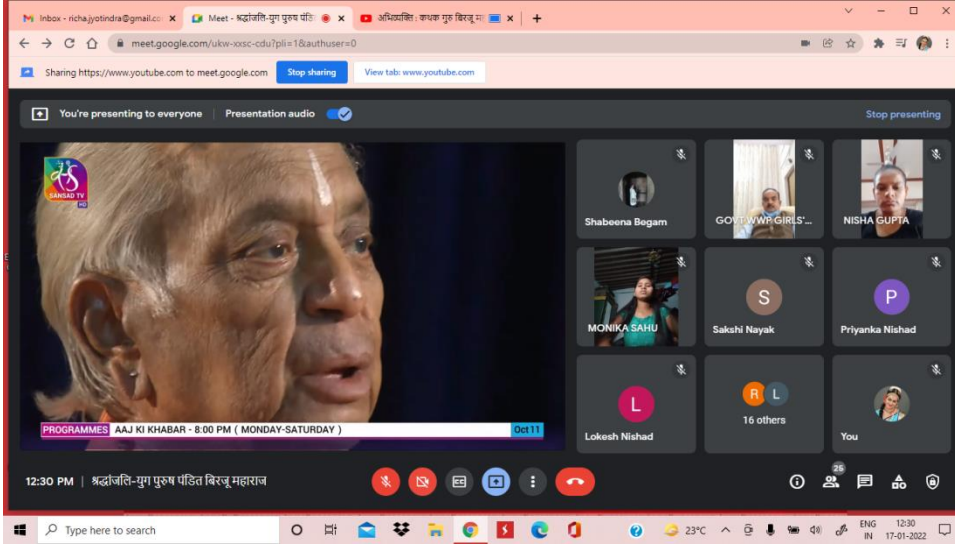 Inbox - richa.jyotindra@gmail.co
Meet - श्रद्धांजलि-युग पुरुष पंडि
अभिव्यक्ति : कथक गुरु बिरजू म
meet.google.com/ukw-xxsc-cdu?pli=1&authuser=0
Sharing https://www.youtube.com to meet.google.com Stop sharing View tab: www.youtube.com
You're presenting to everyone Presentation audio Stop presenting
SANSAD TV
HD
Shabeena Begam
GOVT WWP GIRLS'...
NISHA GUPTA
MONIKA SAHU
S
Sakshi Nayak
P
Priyanka Nishad
L
Lokesh Nishad
R L
16 others
You
PROGRAMMES AAJ KI KHABAR - 8:00 PM ( MONDAY-SATURDAY ) Oct 11
12:30 PM | श्रद्धांजलि-युग पुरुष पंडित बिरजू महाराज
CC
26
Type here to search
23°C
ENG
IN
12:30
17-01-2022